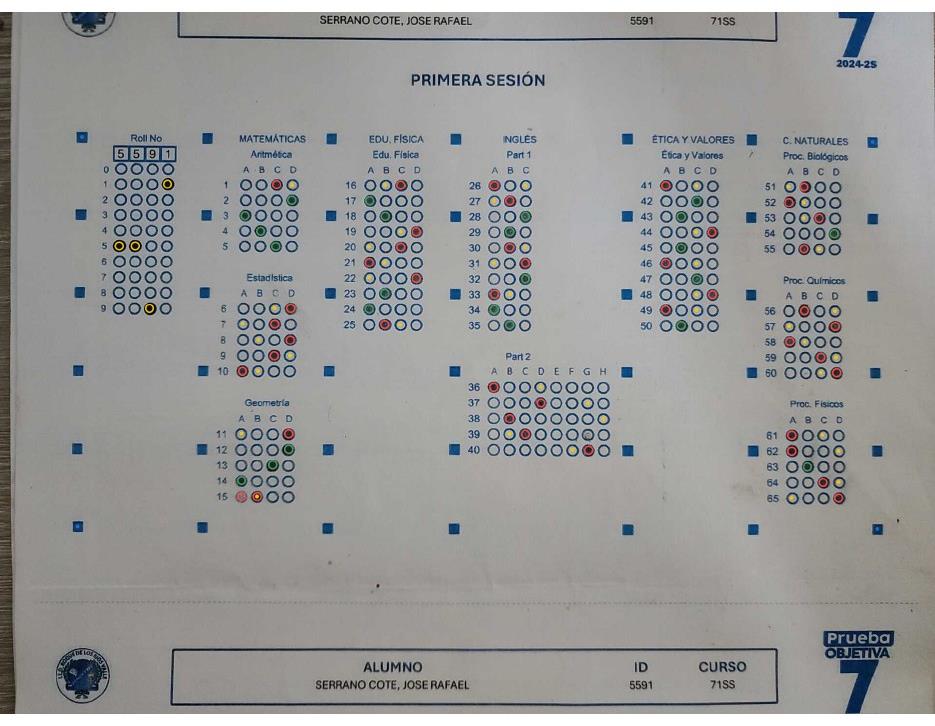 SERRANO COTE, JOSE RAFAEL 5591 71SS
7
2024-2S
PRIMERA SESIÓN
Roll No
5 5 9 1
0
1
2
3
4
5
6
7
8
9
MATEMÁTICAS
Aritmética
A B C D
1
2
3
4
5
Estadística
A B C D
6
7
8
9
10
Geometría
A B C D
11
12
13
14
15
EDU. FÍSICA
Edu. Física
A B C D
16
17
18
19
20
21
22
23
24
25
INGLÉS
Part 1
A B C
26
27
28
29
30
31
32
33
34
35
Part 2
A B C D E F G H
36
37
38
39
40
ÉTICA Y VALORES
Ética y Valores
A B C D
41
42
43
44
45
46
47
48
49
50
C. NATURALES
Proc. Biológicos
A B C D
51
52
53
54
55
Proc. Químicos
A B C D
56
57
58
59
60
Proc. Físicos
A B C D
61
62
63
64
65
ALUMNO ID CURSO
SERRANO COTE, JOSE RAFAEL 5591 71SS
Prueba
OBJETIVA
7